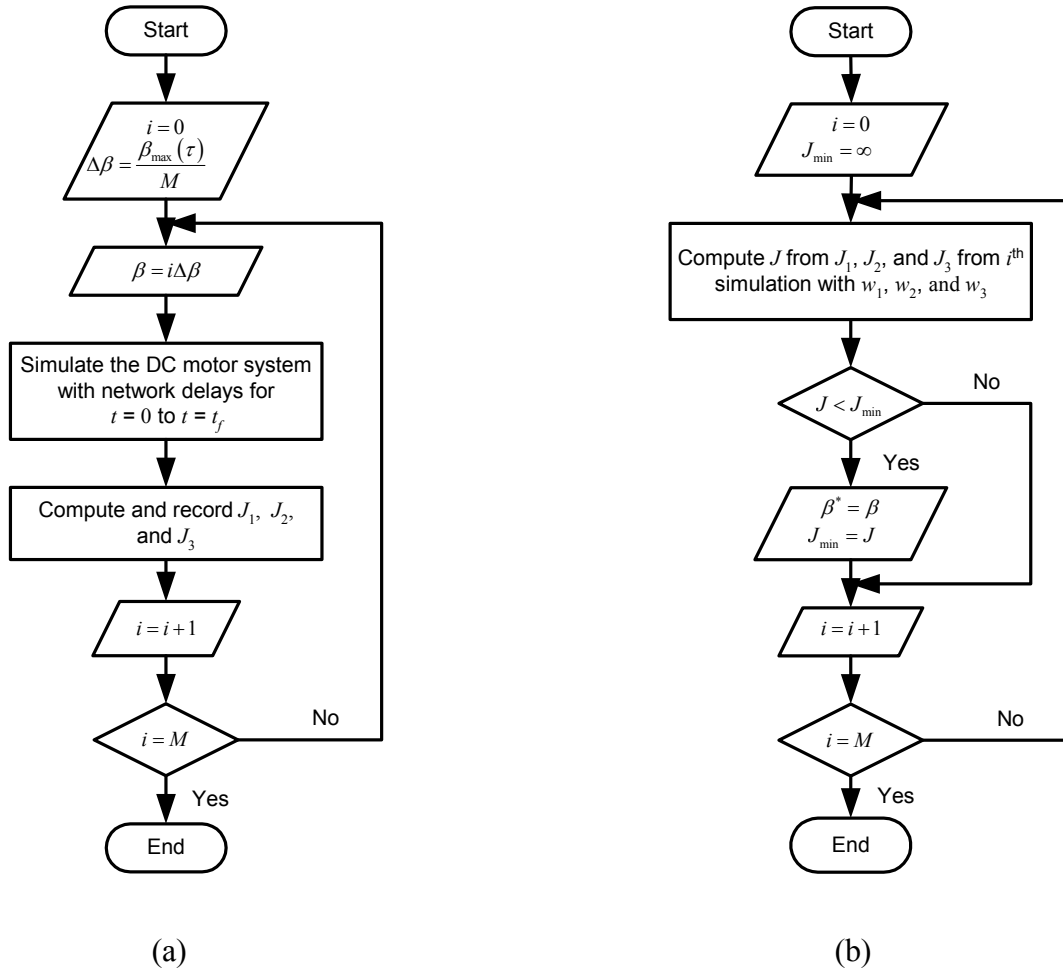 Start
i = 0
Δβ = β_max(τ) / M
β = iΔβ
Simulate the DC motor system
with network delays for
t = 0 to t = t_f
Compute and record J_1, J_2,
and J_3
i = i + 1
i = M
No
Yes
End
(a)
Start
i = 0
J_min = ∞
Compute J from J_1, J_2, and J_3 from i^th
simulation with w_1, w_2, and w_3
J < J_min
No
Yes
β^* = β
J_min = J
i = i + 1
i = M
No
Yes
End
(b)